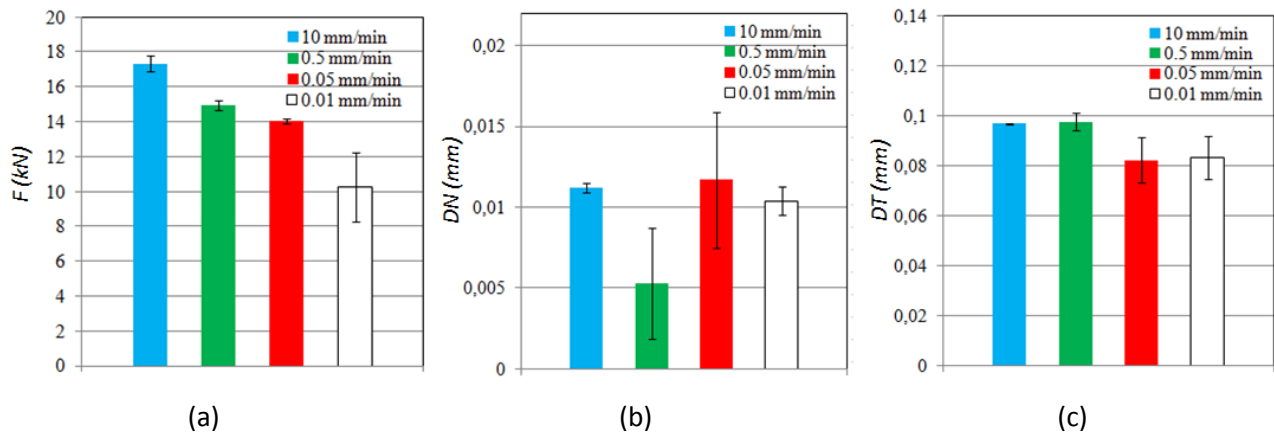 F (kN)
20
18
16
14
12
10
8
6
4
2
0
10 mm/min
0.5 mm/min
0.05 mm/min
0.01 mm/min
(a)
DN (mm)
0,02
0,015
0,01
0,005
0
10 mm/min
0.5 mm/min
0.05 mm/min
0.01 mm/min
(b)
DT (mm)
0,14
0,12
0,1
0,08
0,06
0,04
0,02
0
10 mm/min
0.5 mm/min
0.05 mm/min
0.01 mm/min
(c)